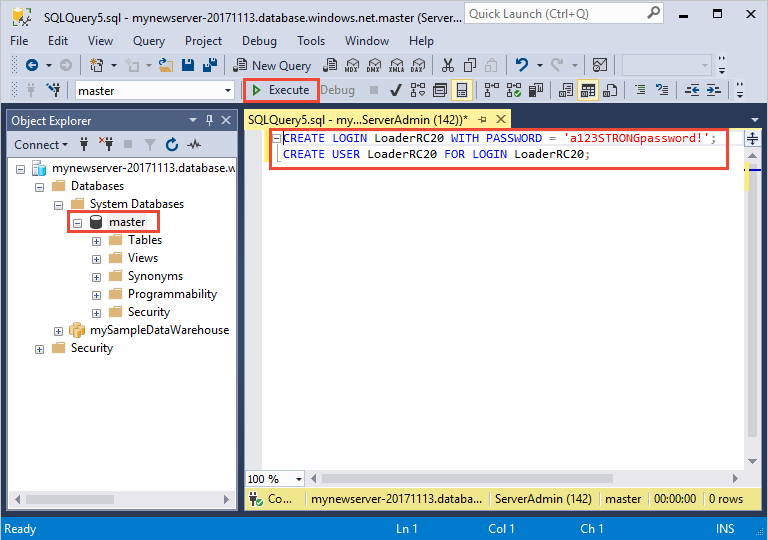 SQLQuery5.sql - mynewserver-20171113.database.windows.net.master (Server...
Quick Launch (Ctrl+Q)
File Edit View Query Project Debug Tools Window Help
New Query MDX DMX XMLA DAX
master Execute Debug
Object Explorer
SQLQuery5.sql - my...ServerAdmin (142))*
Connect
CREATE LOGIN LoaderRC20 WITH PASSWORD = 'a123STRONGpassword!';
CREATE USER LoaderRC20 FOR LOGIN LoaderRC20;
mynewserver-20171113.database.w
Databases
System Databases
master
Tables
Views
Synonyms
Programmability
Security
mySampleDataWarehouse
Security
100 %
Co... mynewserver-20171113.databa... ServerAdmin (142) master 00:00:00 0 rows
Ready Ln 1 Col 1 Ch 1 INS